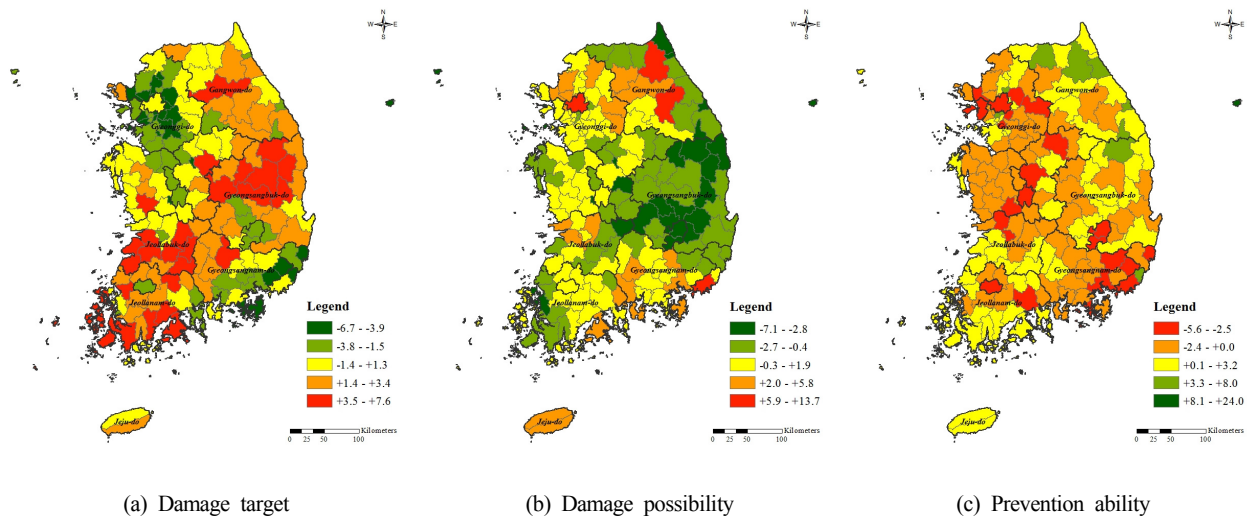 N
W E
S
Gangwon-do
Gyeonggi-do
Gyeongsangbuk-do
Jeollabuk-do
Gyeongsangnam-do
Jeollanam-do
Jeju-do
Legend
-6.7 - -3.9
-3.8 - -1.5
-1.4 - +1.3
+1.4 - +3.4
+3.5 - +7.6
Kilometers
0 25 50 100
(a) Damage target
N
W E
S
Gangwon-do
Gyeonggi-do
Gyeongsangbuk-do
Jeollabuk-do
Gyeongsangnam-do
Jeollanam-do
Jeju-do
Legend
-7.1 - -2.8
-2.7 - -0.4
-0.3 - +1.9
+2.0 - +5.8
+5.9 - +13.7
Kilometers
0 25 50 100
(b) Damage possibility
N
W E
S
Gangwon-do
Gyeonggi-do
Gyeongsangbuk-do
Jeollabuk-do
Gyeongsangnam-do
Jeollanam-do
Jeju-do
Legend
-5.6 - -2.5
-2.4 - +0.0
+0.1 - +3.2
+3.3 - +8.0
+8.1 - +24.0
Kilometers
0 25 50 100
(c) Prevention ability